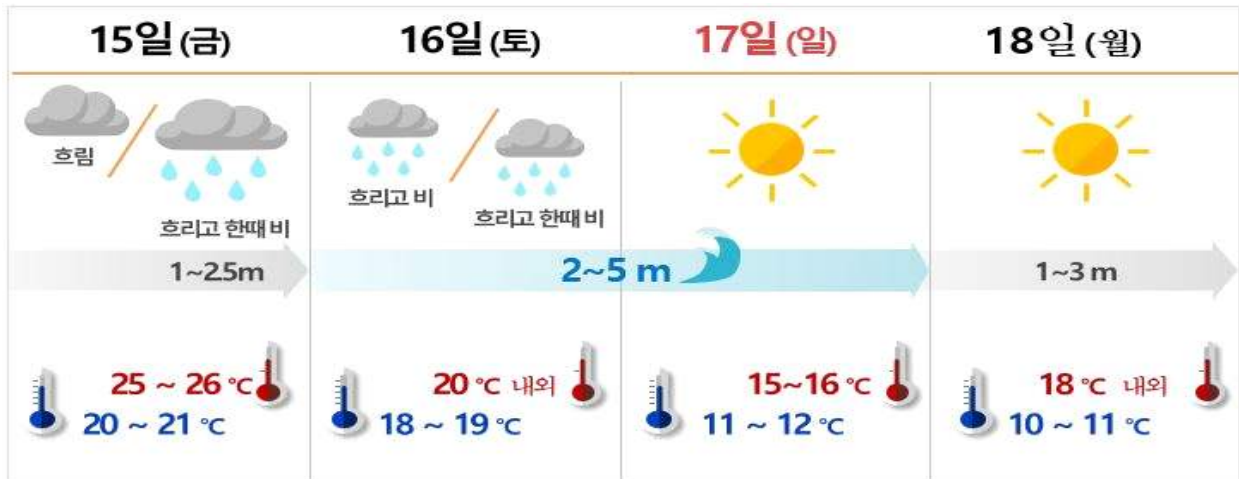 15일 (금)
16일 (토)
17일 (일)
18일 (월)
흐림
흐리고 한때 비
흐리고 비
흐리고 한때 비
1~2.5m
2~5 m
1~3 m
25 ~ 26 ℃
20 ~ 21 ℃
20 ℃ 내외
18 ~ 19 ℃
15~16 ℃
11 ~ 12 ℃
18 ℃ 내외
10 ~ 11 ℃